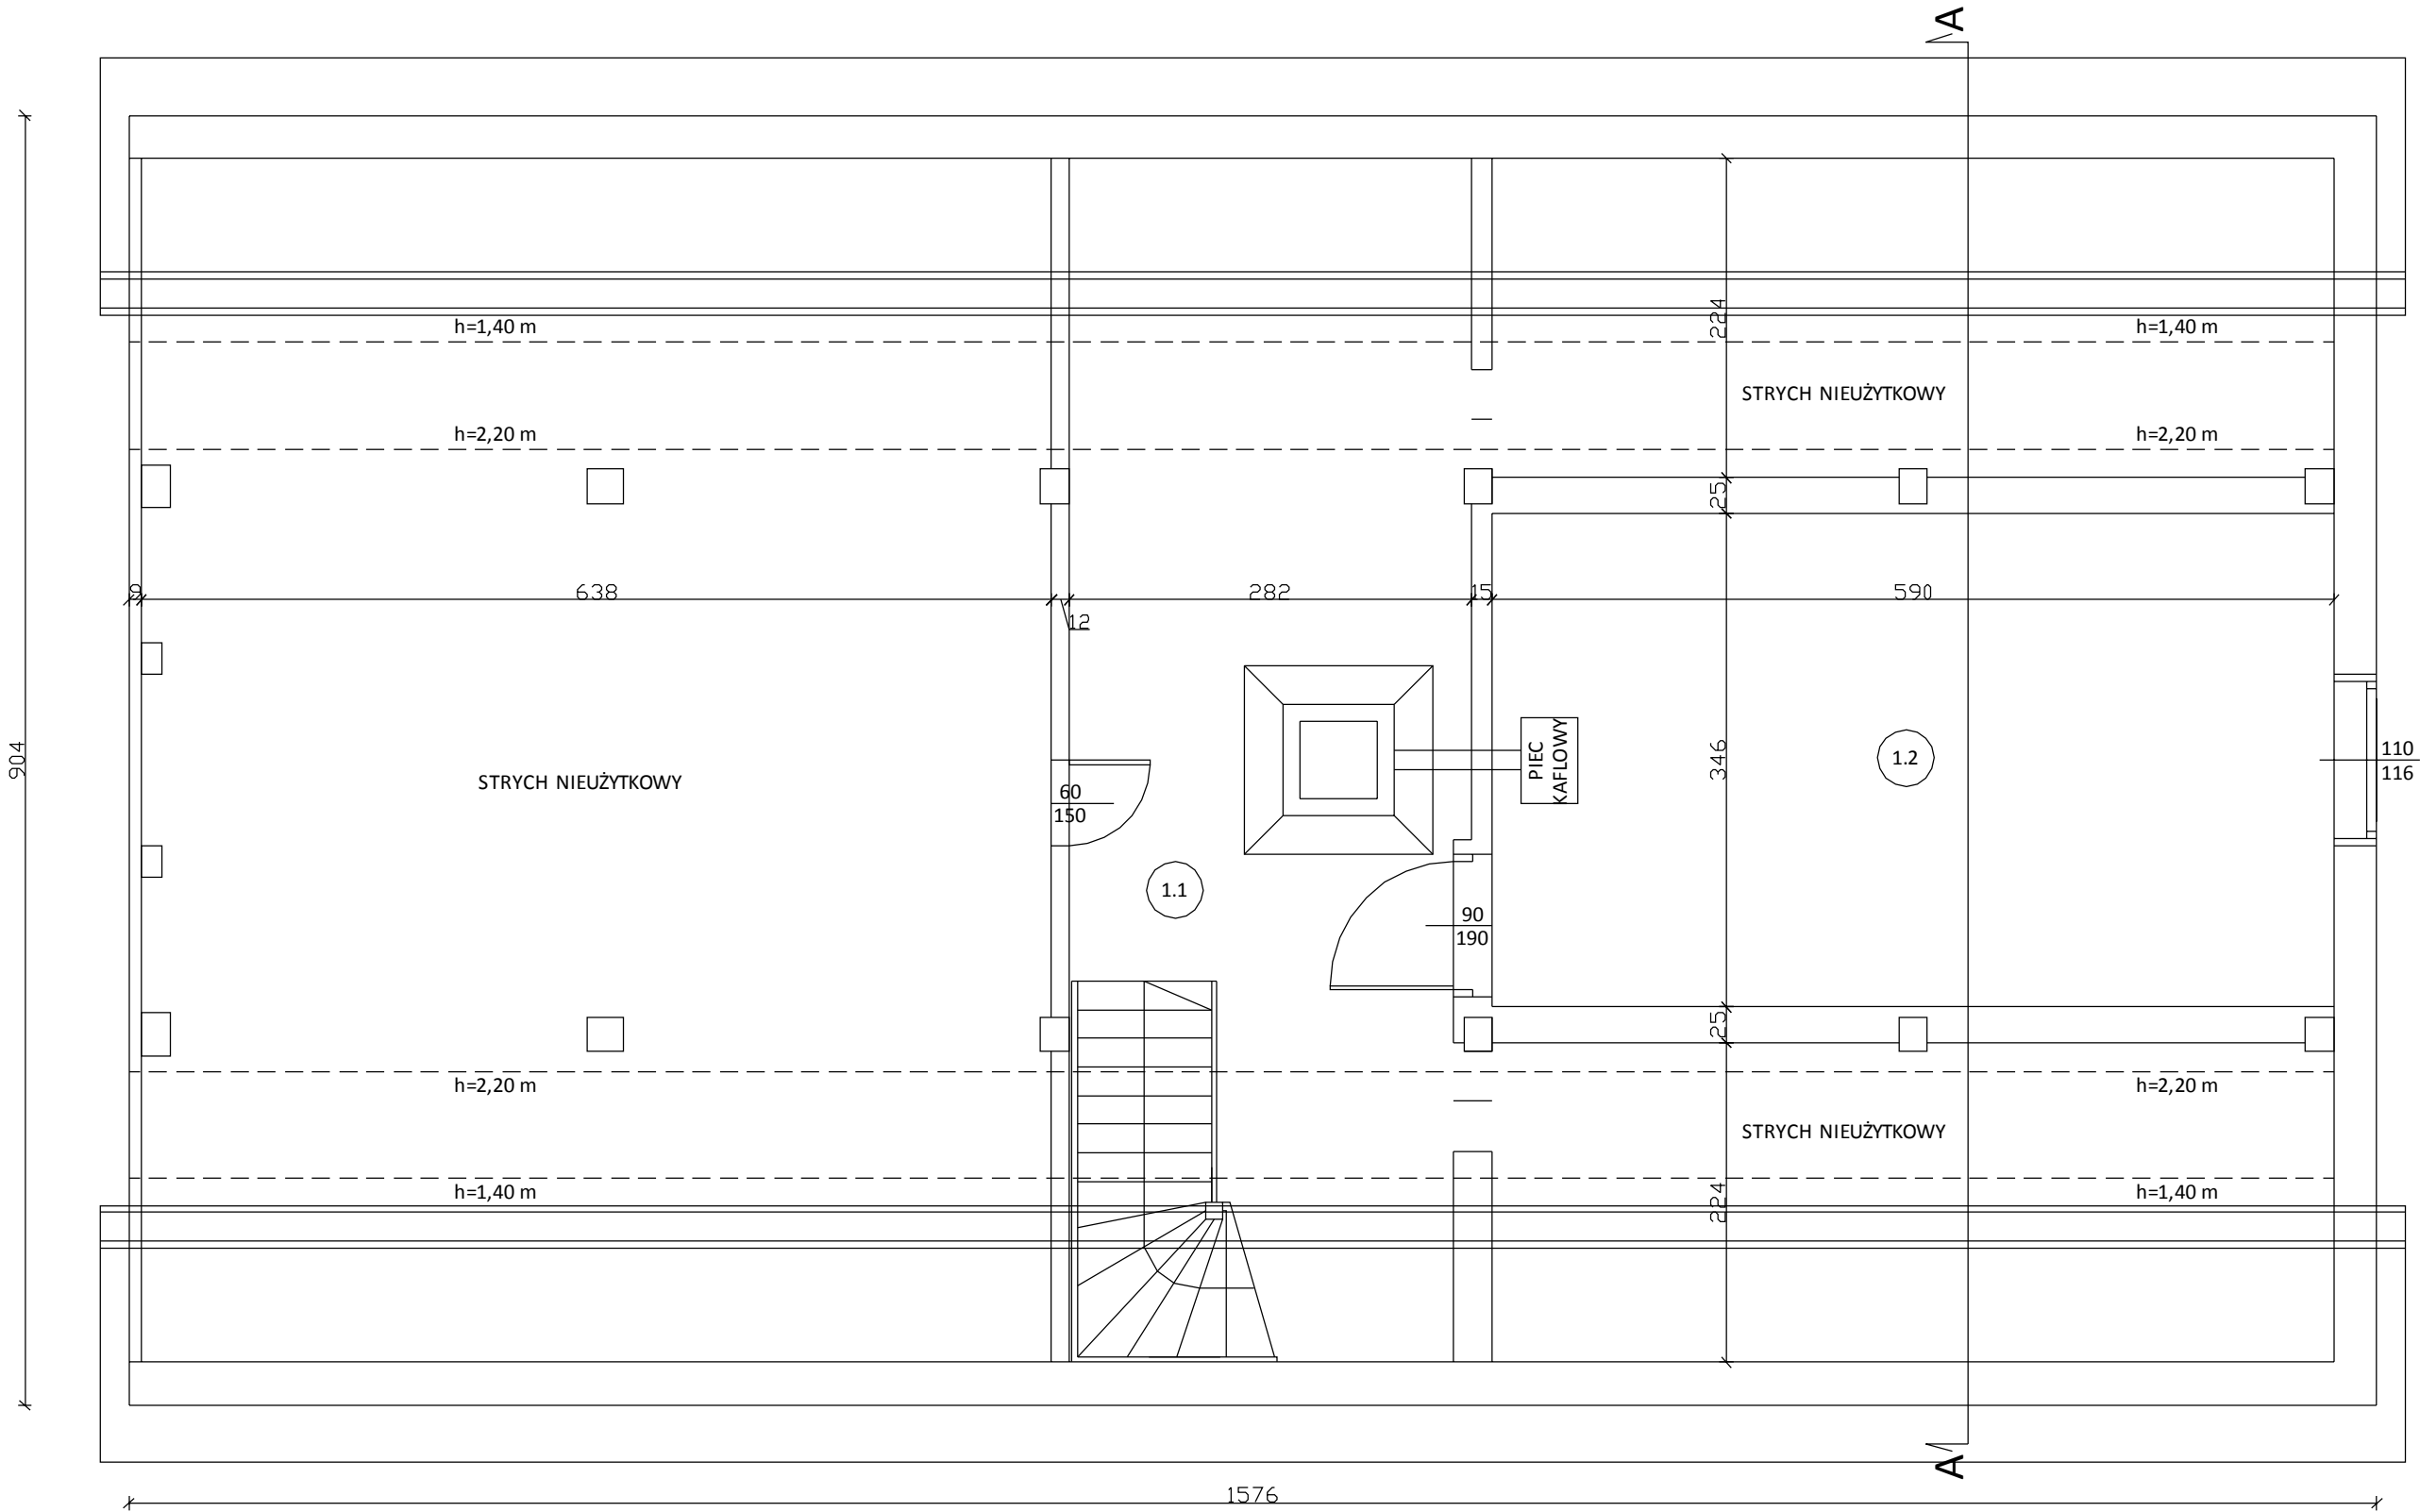 A
h=1,40 m
224
h=1,40 m
STRYCH NIEUŻYTKOWY
h=2,20 m
h=2,20 m
25
9
638
282
15
590
12
904
STRYCH NIEUŻYTKOWY
60
150
PIEC
KAFLOWY
346
1.2
110
116
1.1
90
190
25
h=2,20 m
h=2,20 m
STRYCH NIEUŻYTKOWY
h=1,40 m
224
h=1,40 m
A
1576